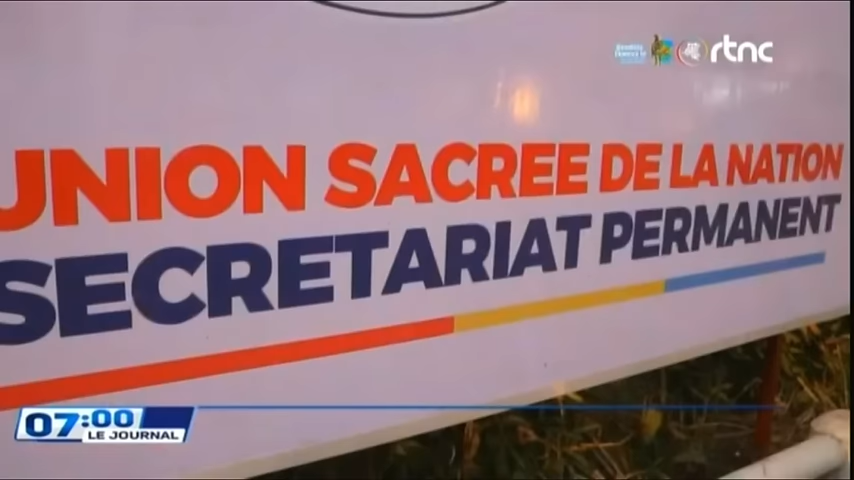 rtnc
UNION SACREE DE LA NATION
SECRETARIAT PERMANENT
07:00
LE JOURNAL